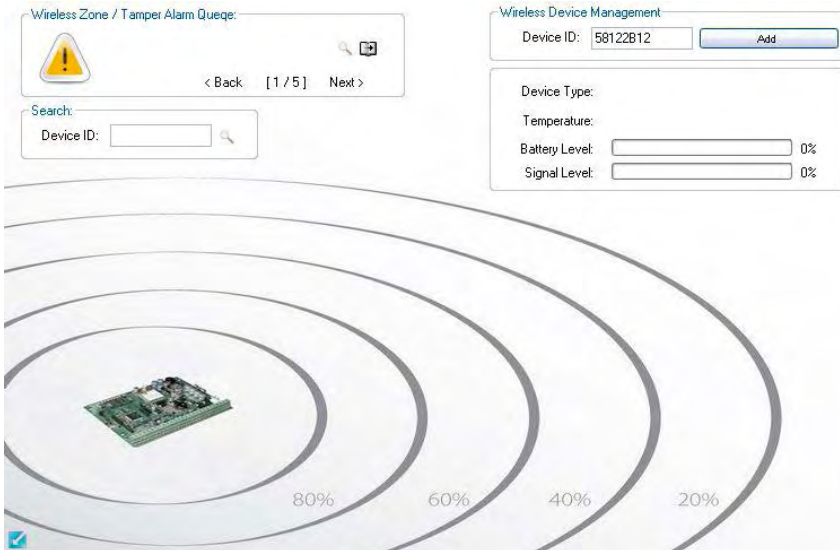 Wireless Zone / Tamper Alarm Queqe:
< Back [ 1 / 5 ] Next >
Search:
Device ID:
Wireless Device Management
Device ID: 58122B12 Add
Device Type:
Temperature:
Battery Level: 0%
Signal Level: 0%
80% 60% 40% 20%